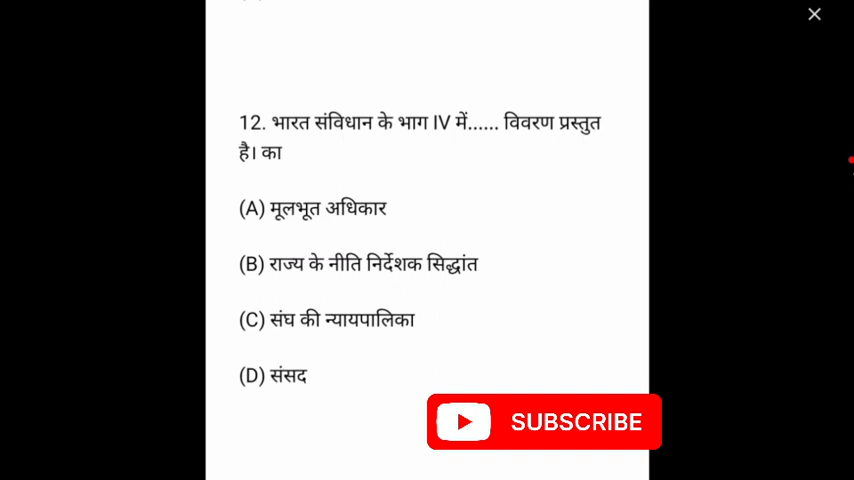 12. भारत संविधान के भाग IV में...... विवरण प्रस्तुत
है। का
(A) मूलभूत अधिकार
(B) राज्य के नीति निर्देशक सिद्धांत
(C) संघ की न्यायपालिका
(D) संसद
SUBSCRIBE